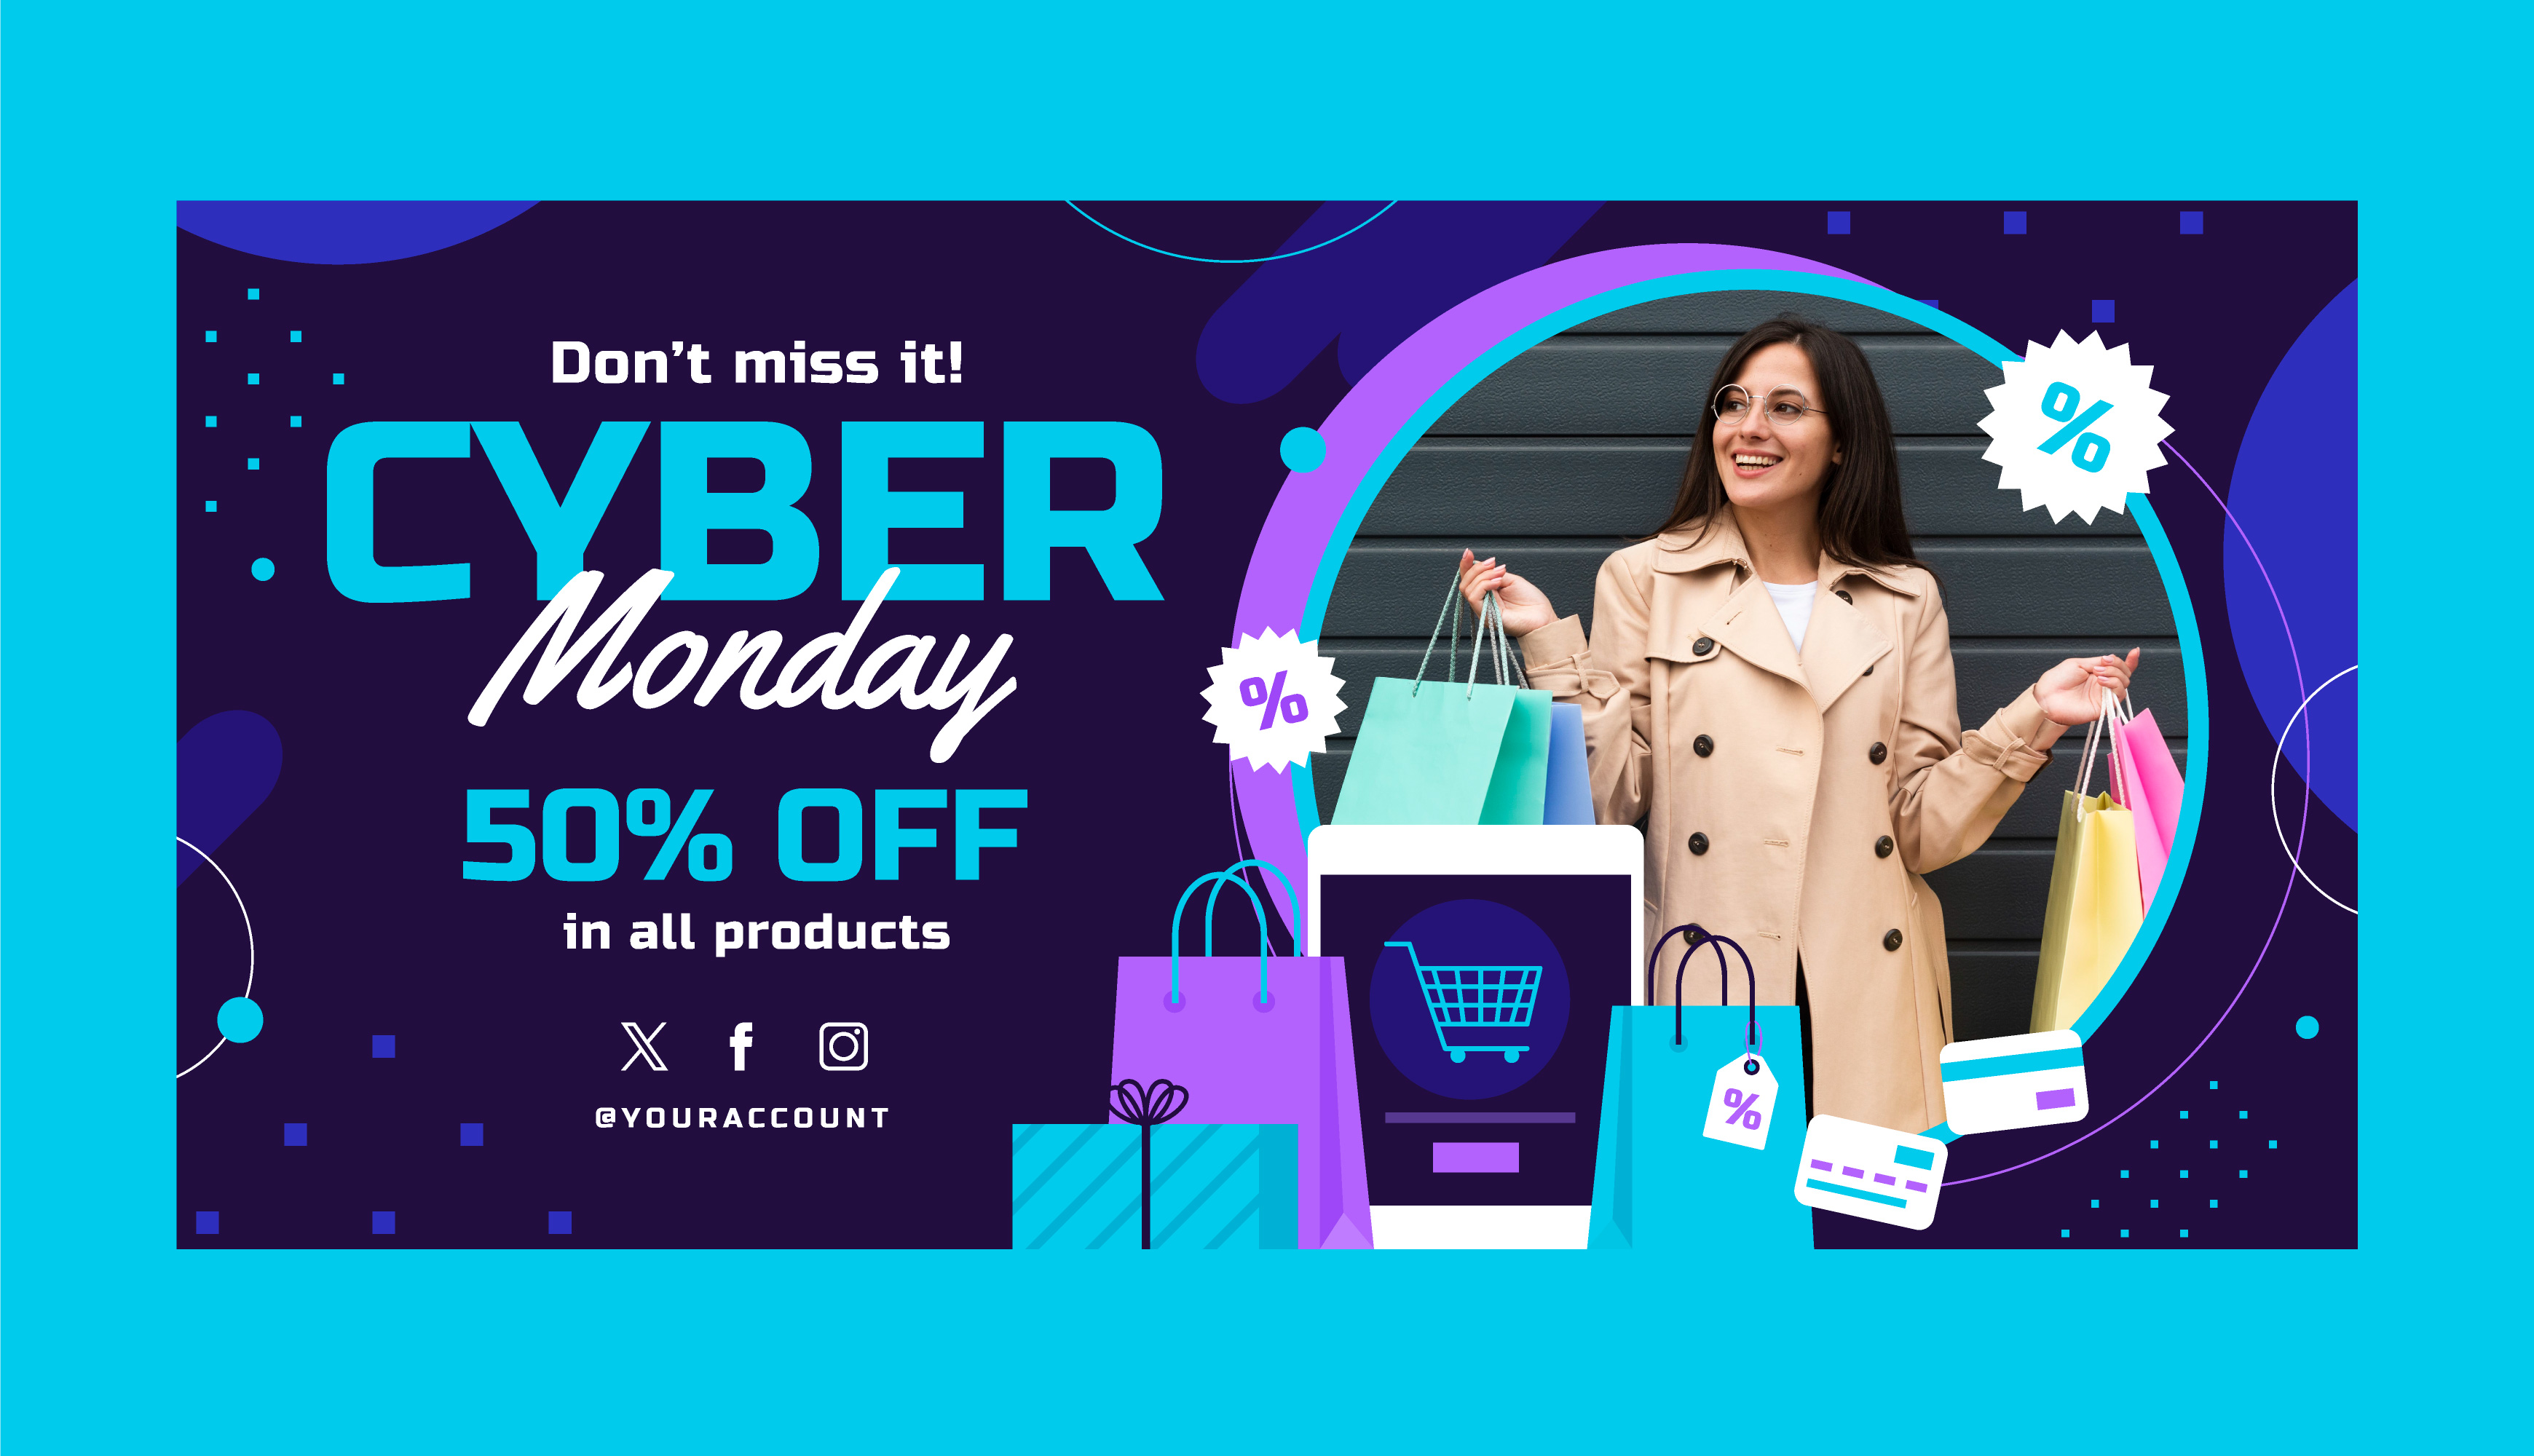 Don’t miss it!
CYBER
Monday
50% OFF
in all products
@YOURACCOUNT
%
%
%